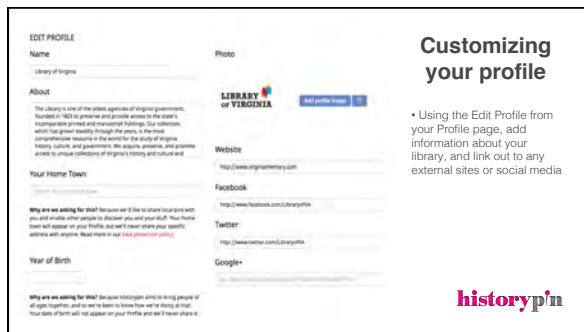 EDIT PROFILE
Name
Library of Virginia
About
The Library is one of the oldest agencies of Virginia government,
founded in 1823 to preserve and provide access to the state's
incomparable printed and manuscript holdings. Our collection,
which has grown steadily through the years, is the most
comprehensive resource in the world for the study of Virginia
history, culture, and government. We acquire, preserve, and promote
access to unique collections of Virginia's history and culture and
Your Home Town
Why are we asking for this? Because we'd like to share local pins with
you and enable other people to discover you and your stuff. Your home
town will appear on your Profile, but we'll never share your specific
address with anyone. Read more in our data protection policy.
Year of Birth
Why are we asking for this? Because Historypin aims to bring people of
all ages together, and so we're keen to know how we're doing at that.
Your date of birth will not appear on your Profile and we'll never share it
Photo
LIBRARY
OF VIRGINIA
Add profile image
Website
http://www.virginiamemory.com
Facebook
http://www.facebook.com/LibraryofVA
Twitter
http://www.twitter.com/LibraryofVA
Google+
Customizing
your profile
• Using the Edit Profile from
your Profile page, add
information about your
library, and link out to any
external sites or social media
historypin